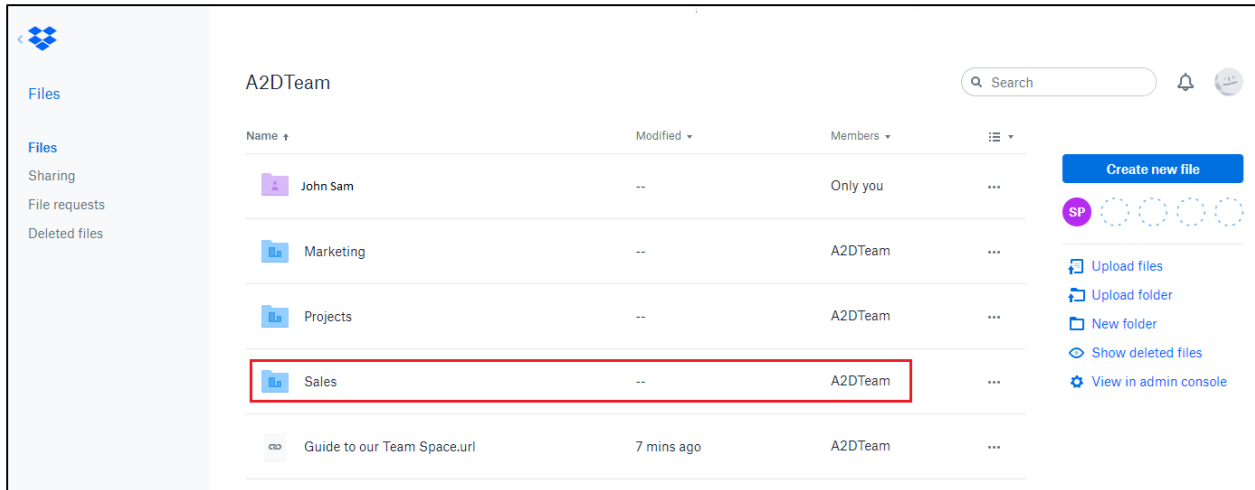 Files
Files
Sharing
File requests
Deleted files
A2DTeam
Search
Name Modified Members
John Sam -- Only you
Marketing -- A2DTeam
Projects -- A2DTeam
Sales -- A2DTeam
Guide to our Team Space.url 7 mins ago A2DTeam
Create new file
SP
Upload files
Upload folder
New folder
Show deleted files
View in admin console